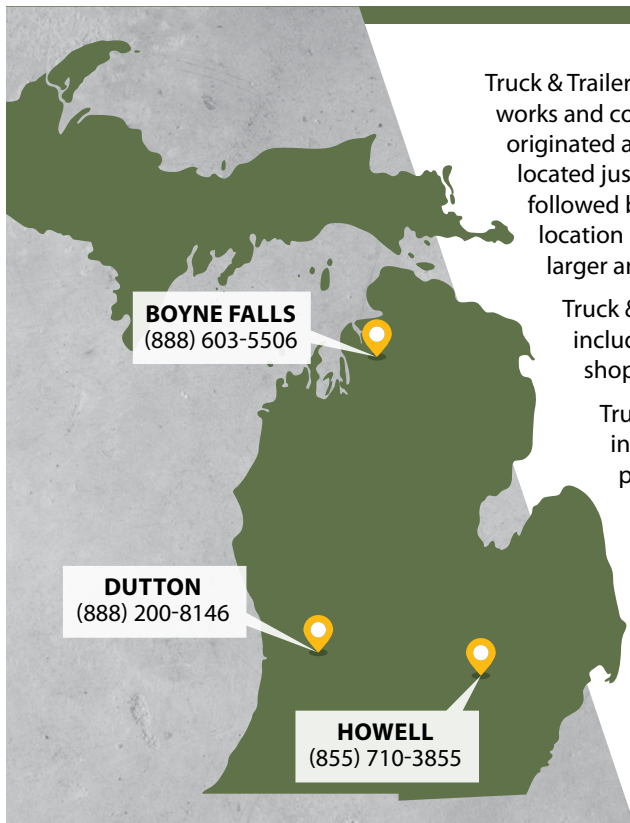 Truck & Trailer
works and co
originated a
located jus
followed b
location
larger an
Truck &
includ
shop
Tru
in
p
BOYNE FALLS
(888) 603-5506
DUTTON
(888) 200-8146
HOWELL
(855) 710-3855